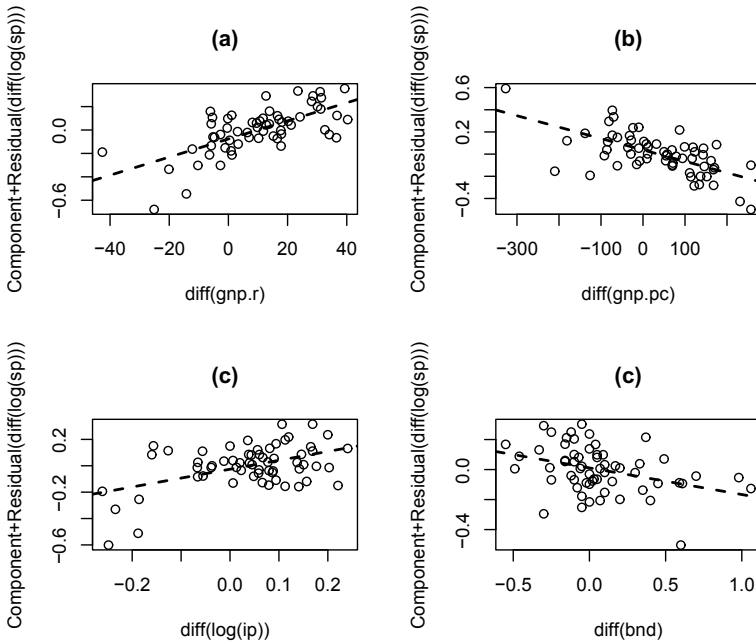 (a)
Component+Residual(diff(log(sp)))
0.0
−0.6
−40
−20
0
20
40
diff(gnp.r)
(b)
Component+Residual(diff(log(sp)))
0.6
0.2
−0.4
−300
−100
0
100
diff(gnp.pc)
(c)
Component+Residual(diff(log(sp)))
0.2
−0.2
−0.6
−0.2
0.0
0.1
0.2
diff(log(ip))
(c)
Component+Residual(diff(log(sp)))
0.0
−0.4
−0.5
0.0
0.5
1.0
diff(bnd)